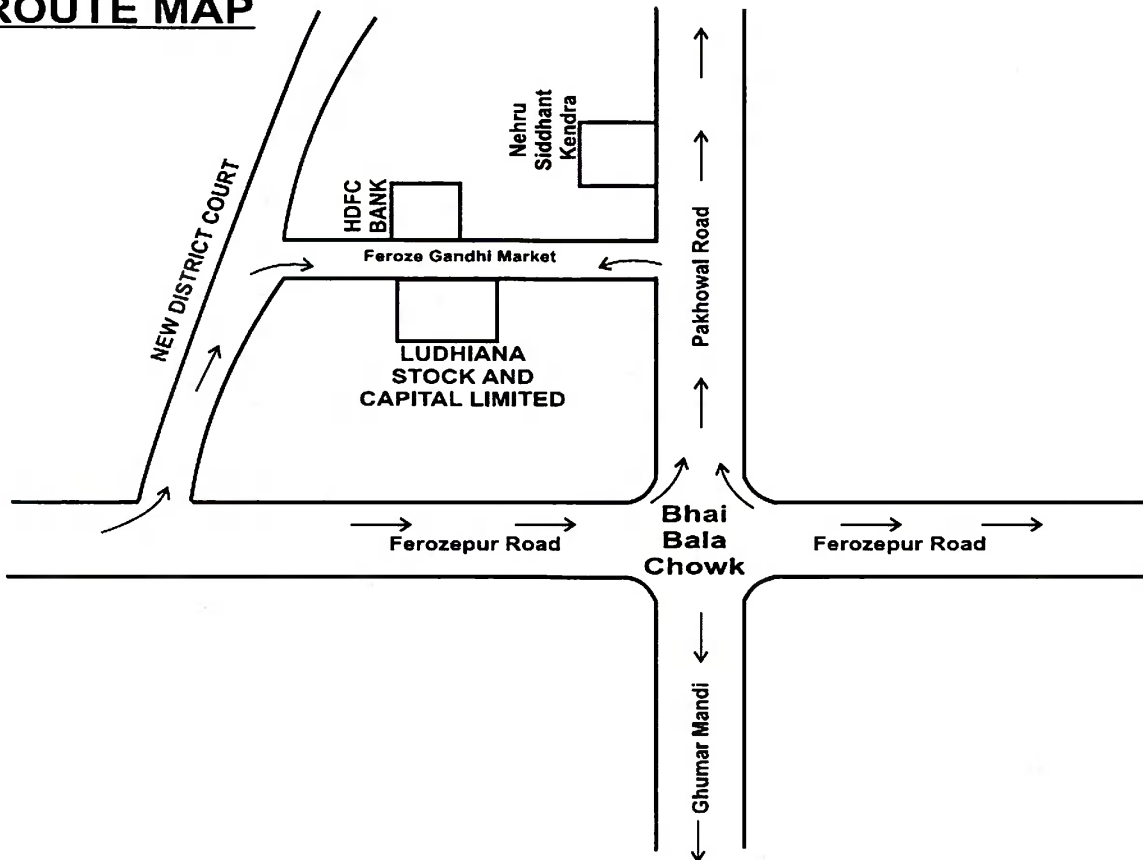 ROUTE MAP
Nehru
Siddhant
Kendra
HDFC
BANK
NEW DISTRICT COURT
Feroze Gandhi Market
Pakhowal Road
LUDHIANA
STOCK AND
CAPITAL LIMITED
Bhai
Bala
Chowk
Ferozepur Road
Ferozepur Road
Ghumar Mandi